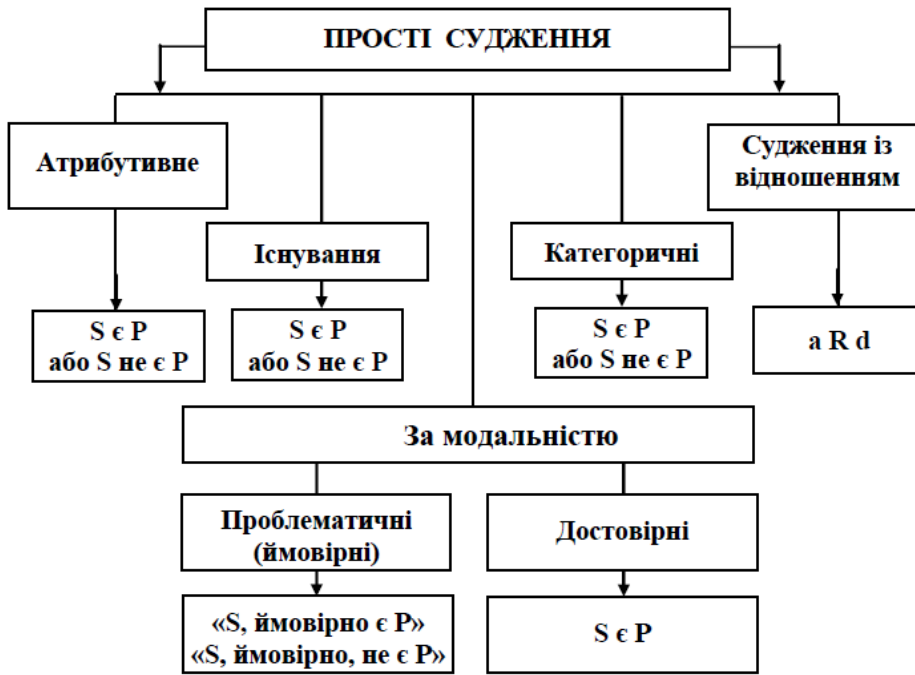 ПРОСТІ СУДЖЕННЯ
Атрибутивне
Судження із
відношенням
Існування
Категоричні
S є P
або S не є P
S є P
або S не є P
S є P
або S не є P
a R d
За модальністю
Проблематичні
(ймовірні)
Достовірні
«S, ймовірно є P»
«S, ймовірно, не є P»
S є P